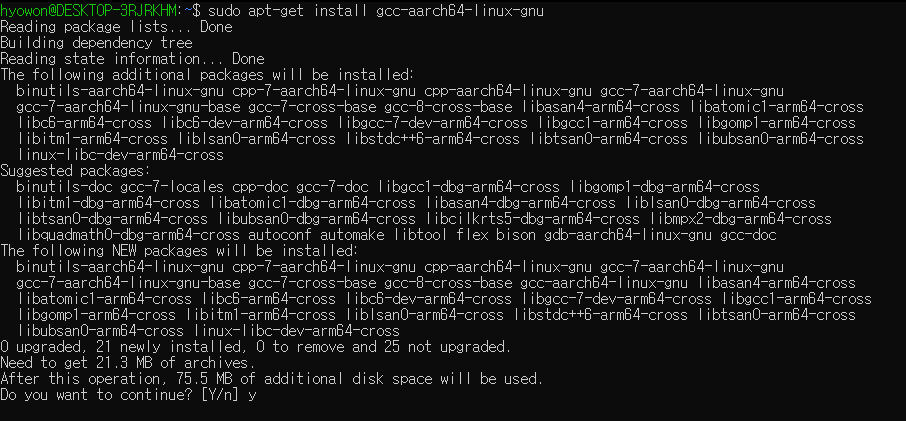 hyowon@DESKTOP-3RJRKHM:~$ sudo apt-get install gcc-aarch64-linux-gnu
Reading package lists... Done
Building dependency tree
Reading state information... Done
The following additional packages will be installed:
  binutils-aarch64-linux-gnu cpp-7-aarch64-linux-gnu cpp-aarch64-linux-gnu gcc-7-aarch64-linux-gnu
  gcc-7-aarch64-linux-gnu-base gcc-7-cross-base gcc-8-cross-base libasan4-arm64-cross libatomic1-arm64-cross
  libc6-arm64-cross libc6-dev-arm64-cross libgcc-7-dev-arm64-cross libgcc1-arm64-cross libgomp1-arm64-cross
  libitm1-arm64-cross liblsan0-arm64-cross libstdc++6-arm64-cross libtsan0-arm64-cross libubsan0-arm64-cross
  linux-libc-dev-arm64-cross
Suggested packages:
  binutils-doc gcc-7-locales cpp-doc gcc-7-doc libgcc1-dbg-arm64-cross libgomp1-dbg-arm64-cross
  libitm1-dbg-arm64-cross libatomic1-dbg-arm64-cross libasan4-dbg-arm64-cross liblsan0-dbg-arm64-cross
  libtsan0-dbg-arm64-cross libubsan0-dbg-arm64-cross libcilkrts5-dbg-arm64-cross libmpx2-dbg-arm64-cross
  libquadmath0-dbg-arm64-cross autoconf automake libtool flex bison gdb-aarch64-linux-gnu gcc-doc
The following NEW packages will be installed:
  binutils-aarch64-linux-gnu cpp-7-aarch64-linux-gnu cpp-aarch64-linux-gnu gcc-7-aarch64-linux-gnu
  gcc-7-aarch64-linux-gnu-base gcc-7-cross-base gcc-8-cross-base gcc-aarch64-linux-gnu libasan4-arm64-cross
  libatomic1-arm64-cross libc6-arm64-cross libc6-dev-arm64-cross libgcc-7-dev-arm64-cross libgcc1-arm64-cross
  libgomp1-arm64-cross libitm1-arm64-cross liblsan0-arm64-cross libstdc++6-arm64-cross libtsan0-arm64-cross
  libubsan0-arm64-cross linux-libc-dev-arm64-cross
0 upgraded, 21 newly installed, 0 to remove and 25 not upgraded.
Need to get 21.3 MB of archives.
After this operation, 75.5 MB of additional disk space will be used.
Do you want to continue? [Y/n] y